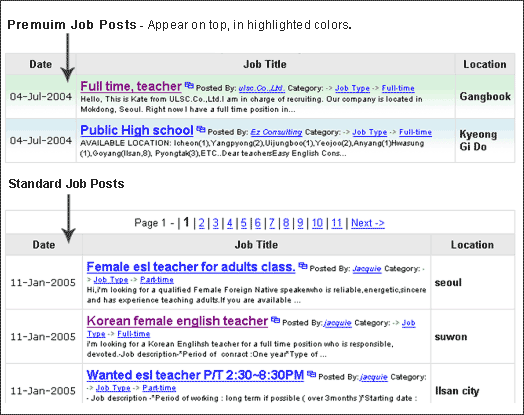 Premuim Job Posts - Appear on top, in highlighted colors.
Date Job Title Location
Full time, teacher Posted By: ulsc.Co.,Ltd. Category: -> Job Type -> Full-time
04-Jul-2004 Hello, This is Kate from ULSC.Co.,Ltd.I am in charge of recruiting. Our company is located in Gangbook
Mokdong, Seoul. Right now I have a full time position in...
Public High school Posted By: Ez Consulting Category: -> Job Type -> Full-time
04-Jul-2004 AVAILABLE LOCATION: Icheon(1),Yangpyong(2),Uijungboo(1),Yeojoo(2),Anyang(1)Hwasung Kyeong
(1),Goyang(Ilsan,8), Pyongtak(3),ETC..Dear teachersEasy English Cons... Gi Do
Standard Job Posts
Page 1 - | 1 | 2 | 3 | 4 | 5 | 6 | 7 | 8 | 9 | 10 | 11 | Next ->
Date Job Title Location
Female esl teacher for adults class. Posted By: Jacquie Category: -
> Job Type -> Part-time
11-Jan-2005 Hi,i'm looking for a qualified Female Foreign Native speakerwho is reliable,energetic,sincere seoul
and has experience teaching adults.If you are available ...
Korean female englihsh teacher Posted By: jacquie Category: -> Job
Type -> Full-time
11-Jan-2005 i'm looking for a Korean Englihsh teacher for a full time position who is responsible, suwon
devoted.-Job description-*Period of conract :One year*Type of ...
Wanted esl teacher P/T 2:30~8:30PM Posted By: jacquie Category:
-> Job Type -> Part-time
11-Jan-2005 - Job description -*Period of working : long term if possible ( over 3months )*Starting date : Ilsan city